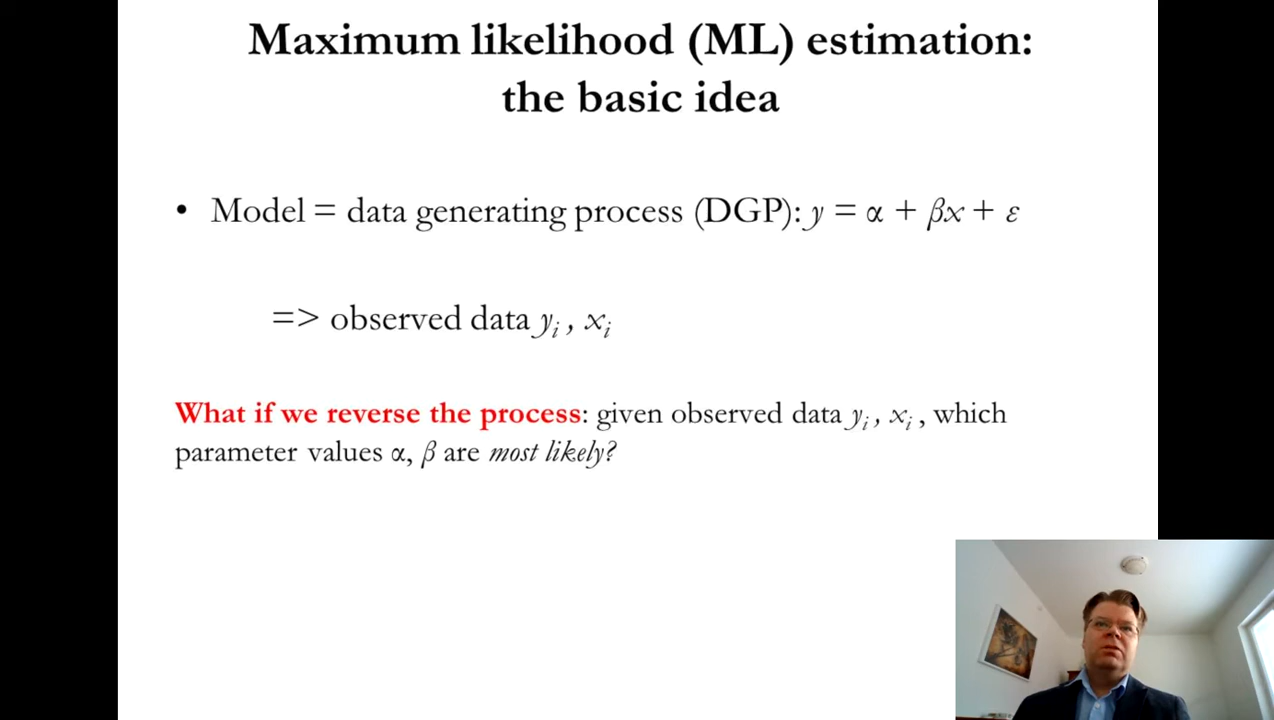 Maximum likelihood (ML) estimation:
the basic idea
• Model = data generating process (DGP): y = α + βx + ε
=> observed data yᵢ , xᵢ
What if we reverse the process: given observed data yᵢ , xᵢ , which
parameter values α, β are most likely?